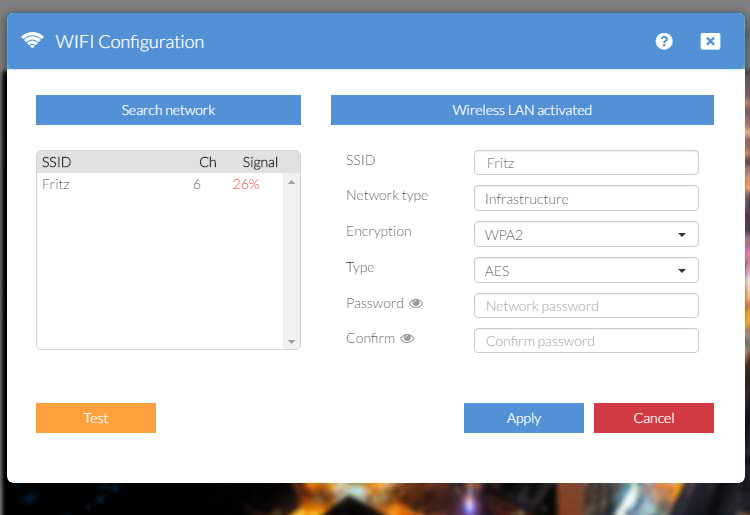 WIFI Configuration
Search network
Wireless LAN activated
SSID Ch Signal
Fritz 6 26%
SSID Fritz
Network type Infrastructure
Encryption WPA2
Type AES
Password Network password
Confirm Confirm password
Test
Apply
Cancel